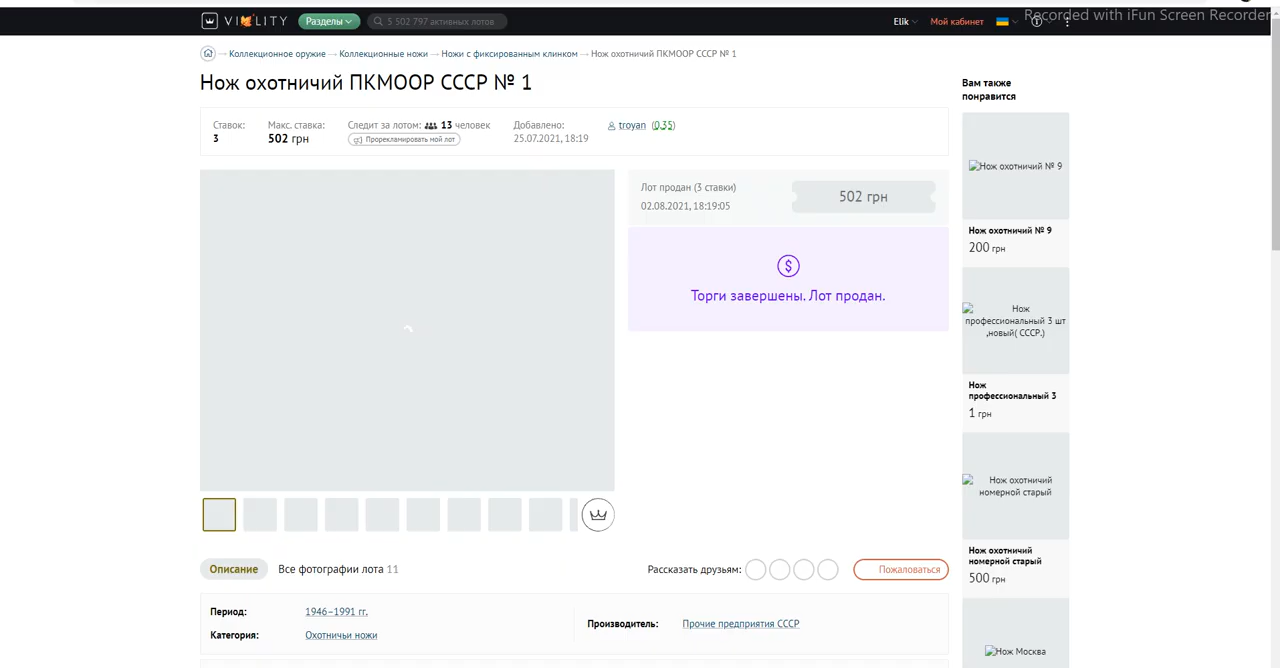 VIOLITY
Разделы
5 502 797 активных лотов
Elik
Мой кабинет
Recorded with iFun Screen Recorder
Коллекционное оружие → Коллекционные ножи → Ножи с фиксированным клинком → Нож охотничий ПКМООР СССР № 1
Нож охотничий ПКМООР СССР № 1
Ставок:
3
Макс. ставка:
502 грн
Следит за лотом: 13 человек
Прорекламировать мой лот
Добавлено:
25.07.2021, 18:19
troyan (0,35)
Лот продан (3 ставки)
02.08.2021, 18:19:05
502 грн
$
Торги завершены. Лот продан.
Описание
Все фотографии лота 11
Рассказать друзьям:
Пожаловаться
Период:
1946–1991 гг.
Категория:
Охотничьи ножи
Производитель:
Прочие предприятия СССР
Вам также
понравится
Нож охотничий № 9
Нож охотничий № 9
200 грн
Нож
профессиональный 3 шт
,новый( СССР.)
Нож
профессиональный 3
1 грн
Нож охотничий
номерной старый
Нож охотничий
номерной старый
500 грн
Нож Москва